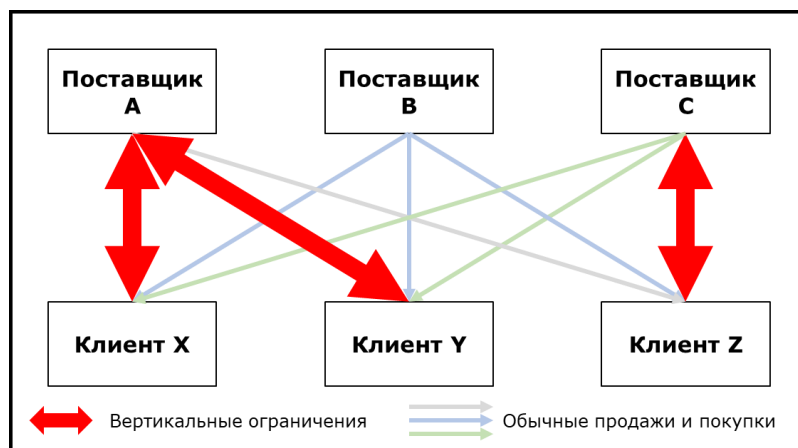 Поставщик
A
Поставщик
B
Поставщик
C
Клиент X
Клиент Y
Клиент Z
Вертикальные ограничения
Обычные продажи и покупки